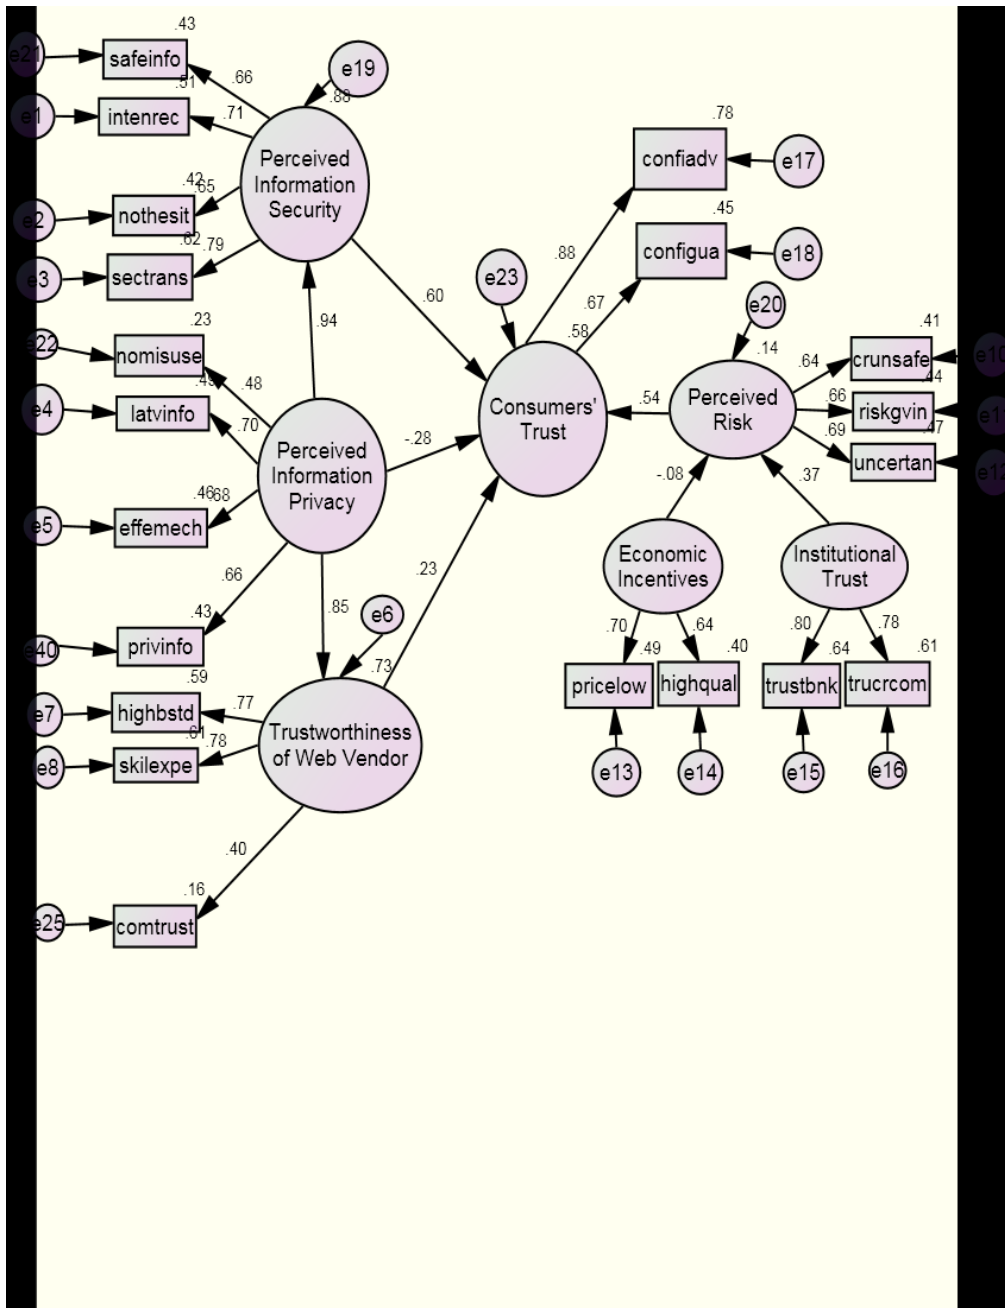 .43
e21
safeinfo
.66
e19
.88
.51
e1
intenrec
.71
Perceived
Information
Security
.42
.65
e2
nothesit
.62
.79
e3
sectrans
.78
confiadv
e17
.45
configua
e18
.88
.67
.58
e23
.60
.94
e20
.14
.23
e22
nomisuse
.48
e4
latvinfo
.70
Perceived
Information
Privacy
-.28
Consumers'
Trust
.54
Perceived
Risk
.64
.41
crunsafe
e10
.66
.44
riskgvin
.69
.47
uncertan
e12
.46
.68
e5
effemech
-.08
.37
Economic
Incentives
Institutional
Trust
.66
.43
e40
privinfo
.85
.23
e6
.73
.70
.49
.64
.40
.80
.64
.78
.61
pricelow
highqual
trustbnk
trucrcom
e13
e14
e15
e16
.59
e7
highbstd
.77
.61
.78
e8
skilexpe
Trustworthiness
of Web Vendor
.40
.16
e25
comtrust